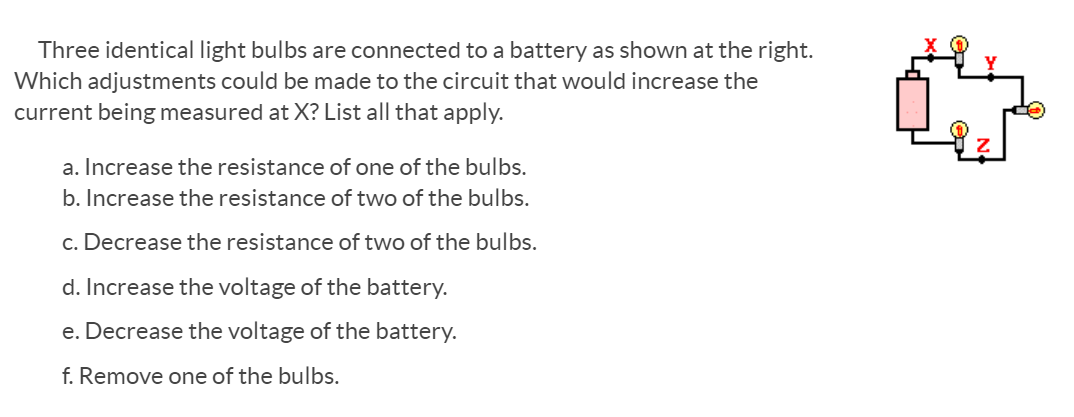 Three identical light bulbs are connected to a battery as shown at the right.
Which adjustments could be made to the circuit that would increase the
current being measured at X? List all that apply.
X
Y
Z
a. Increase the resistance of one of the bulbs.
b. Increase the resistance of two of the bulbs.
c. Decrease the resistance of two of the bulbs.
d. Increase the voltage of the battery.
e. Decrease the voltage of the battery.
f. Remove one of the bulbs.